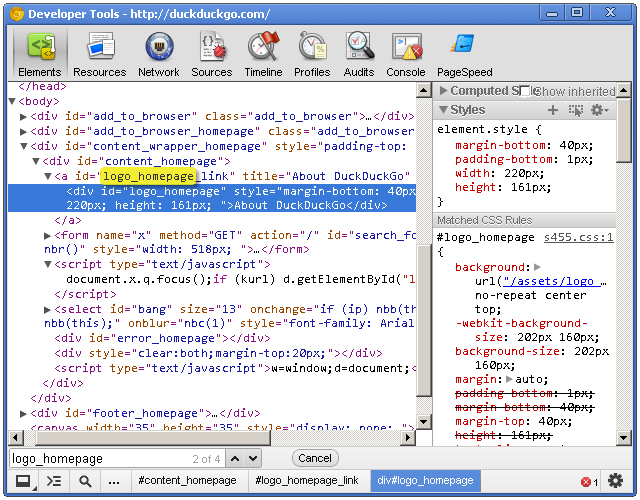 Developer Tools - http://duckduckgo.com/
Elements Resources Network Sources Timeline Profiles Audits Console PageSpeed
</head>
▼<body>
▶<div id="add_to_browser" class="add_to_browser">…</div>
▶<div id="add_to_browser_homepage" class="add_to_browser
▼<div id="content_wrapper_homepage" style="padding-top:
▼<div id="content_homepage">
▼<a id="logo_homepage_link" title="About DuckDuckGo"
<div id="logo_homepage" style="margin-bottom: 40px
220px; height: 161px; ">About DuckDuckGo</div>
</a>
▶<form name="x" method="GET" action="/" id="search_fo
nbr()" style="width: 518px; ">…</form>
▼<script type="text/javascript">
document.x.q.focus();if (kurl) d.getElementById("l
</script>
▶<select id="bang" size="13" onchange="if (ip) nbb(th
nbb(this);" onblur="nbc(1)" style="font-family: Arial
<div id="error_homepage"></div>
<div style="clear:both;margin-top:20px;"></div>
<script type="text/javascript">w=window;d=document;<
</div>
</div>
▶<div id="footer_homepage">…</div>
<canvas width="35" height="35" style="display: none; ">
▶ Computed Style Show inherited
▼ Styles
element.style {
margin-bottom: 40px;
padding-bottom: 1px;
width: 220px;
height: 161px;
}
Matched CSS Rules
#logo_homepage s455.css:1
{
background:▶
url("/assets/logo_…
no-repeat center
top;
-webkit-background-
size: 202px 160px;
background-size: 202px
160px;
margin:▶auto;
padding-bottom: 1px;
margin-bottom: 40px;
margin-top: 40px;
height: 161px;
logo_homepage 2 of 4 Cancel
… #content_homepage #logo_homepage_link div#logo_homepage 1